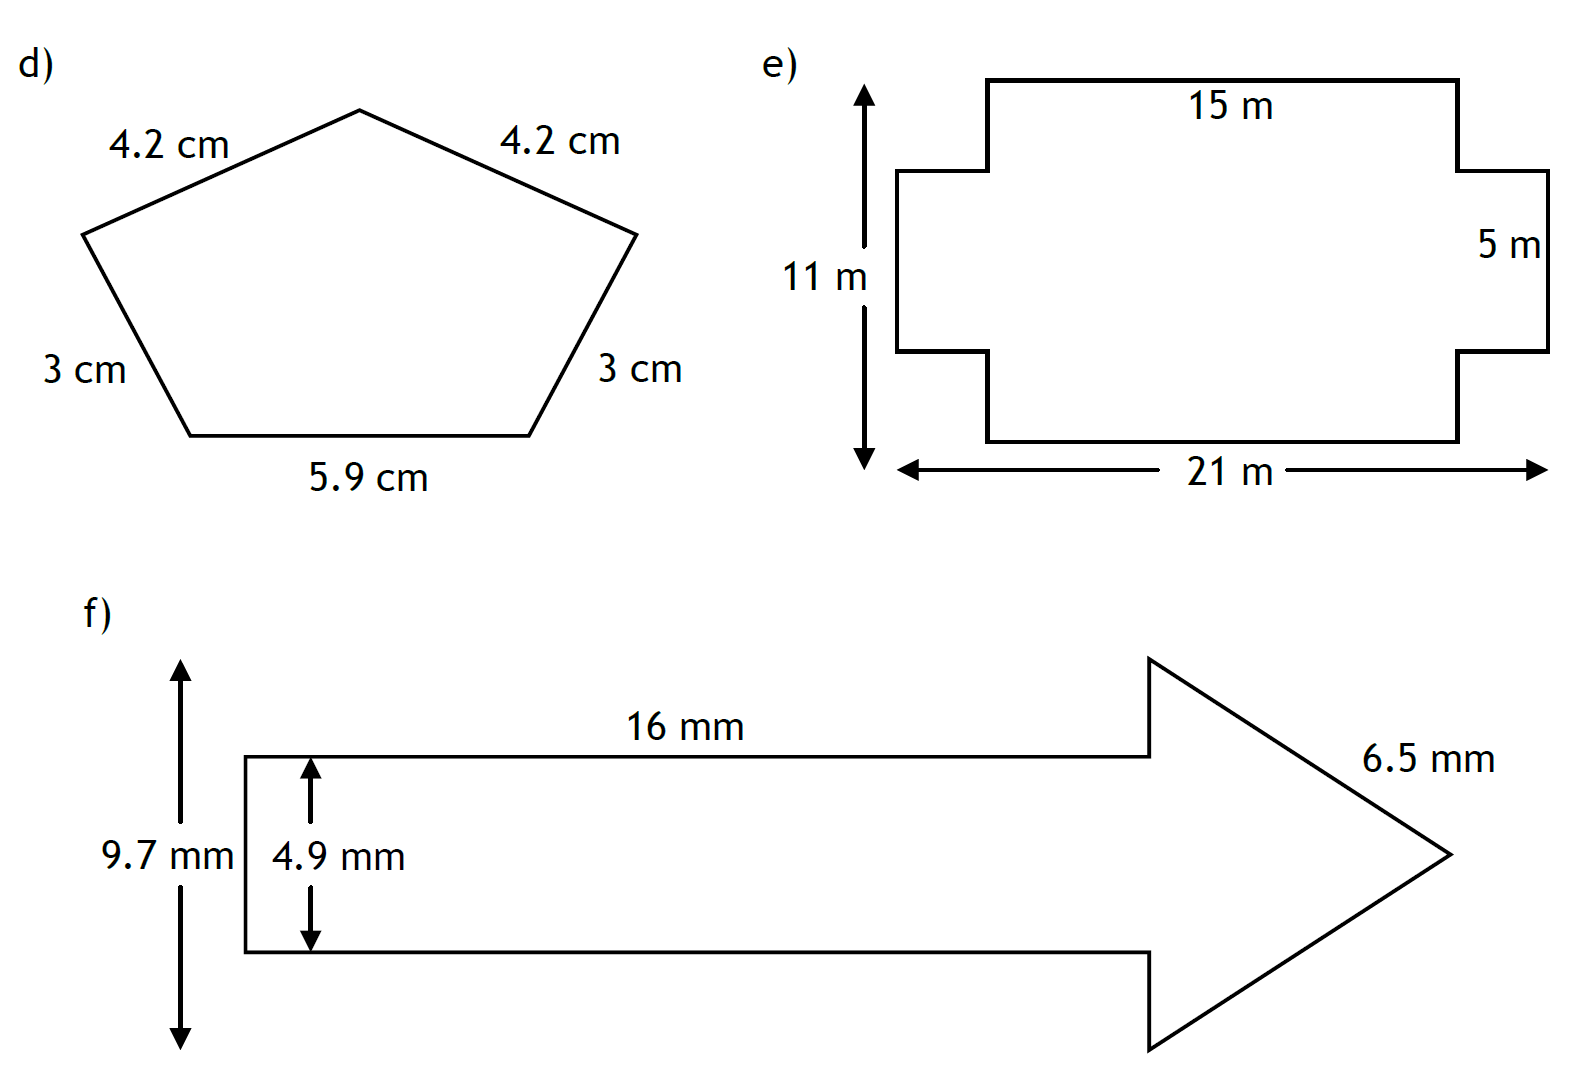 d)
4.2 cm
4.2 cm
3 cm
3 cm
5.9 cm
e)
15 m
5 m
11 m
21 m
f)
16 mm
6.5 mm
9.7 mm
4.9 mm